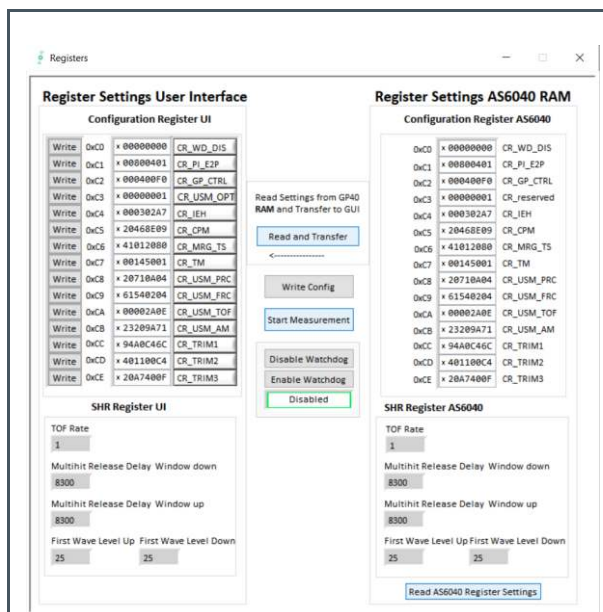 Registers
Register Settings User Interface
Configuration Register UI
Write 0xC0 x 00000000 CR_WD_DIS
Write 0xC1 x 00800401 CR_PI_E2P
Write 0xC2 x 000400F0 CR_GP_CTRL
Write 0xC3 x 00000001 CR_USM_OPT
Write 0xC4 x 000302A7 CR_IEH
Write 0xC5 x 20468E09 CR_CPM
Write 0xC6 x 41012080 CR_MRG_TS
Write 0xC7 x 00145001 CR_TM
Write 0xC8 x 20710A04 CR_USM_PRC
Write 0xC9 x 61540204 CR_USM_FRC
Write 0xCA x 00002A0E CR_USM_TOF
Write 0xCB x 23209A71 CR_USM_AM
Write 0xCC x 94A0C46C CR_TRIM1
Write 0xCD x 401100C4 CR_TRIM2
Write 0xCE x 20A7400F CR_TRIM3
SHR Register UI
TOF Rate
1
Multihit Release Delay Window down
8300
Multihit Release Delay Window up
8300
First Wave Level Up First Wave Level Down
25 25
Read Settings from GP40
RAM and Transfer to GUI
Read and Transfer
<----------------
Write Config
Start Measurement
Disable Watchdog
Enable Watchdog
Disabled
Register Settings AS6040 RAM
Configuration Register AS6040
0xC0 x 00000000 CR_WD_DIS
0xC1 x 00800401 CR_PI_E2P
0xC2 x 000400F0 CR_GP_CTRL
0xC3 x 00000001 CR_reserved
0xC4 x 000302A7 CR_IEH
0xC5 x 20468E09 CR_CPM
0xC6 x 41012080 CR_MRG_TS
0xC7 x 00145001 CR_TM
0xC8 x 20710A04 CR_USM_PRC
0xC9 x 61540204 CR_USM_FRC
0xCA x 00002A0E CR_USM_TOF
0xCB x 23209A71 CR_USM_AM
0xCC x 94A0C46C CR_TRIM1
0xCD x 401100C4 CR_TRIM2
0xCE x 20A7400F CR_TRIM3
SHR Register AS6040
TOF Rate
1
Multihit Release Delay Window down
8300
Multihit Release Delay Window up
8300
First Wave Level Up First Wave Level Down
25 25
Read AS6040 Register Settings